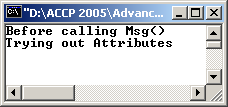 "D:\ACCP 2005\Advanc...
Before calling Msg()
Trying out Attributes